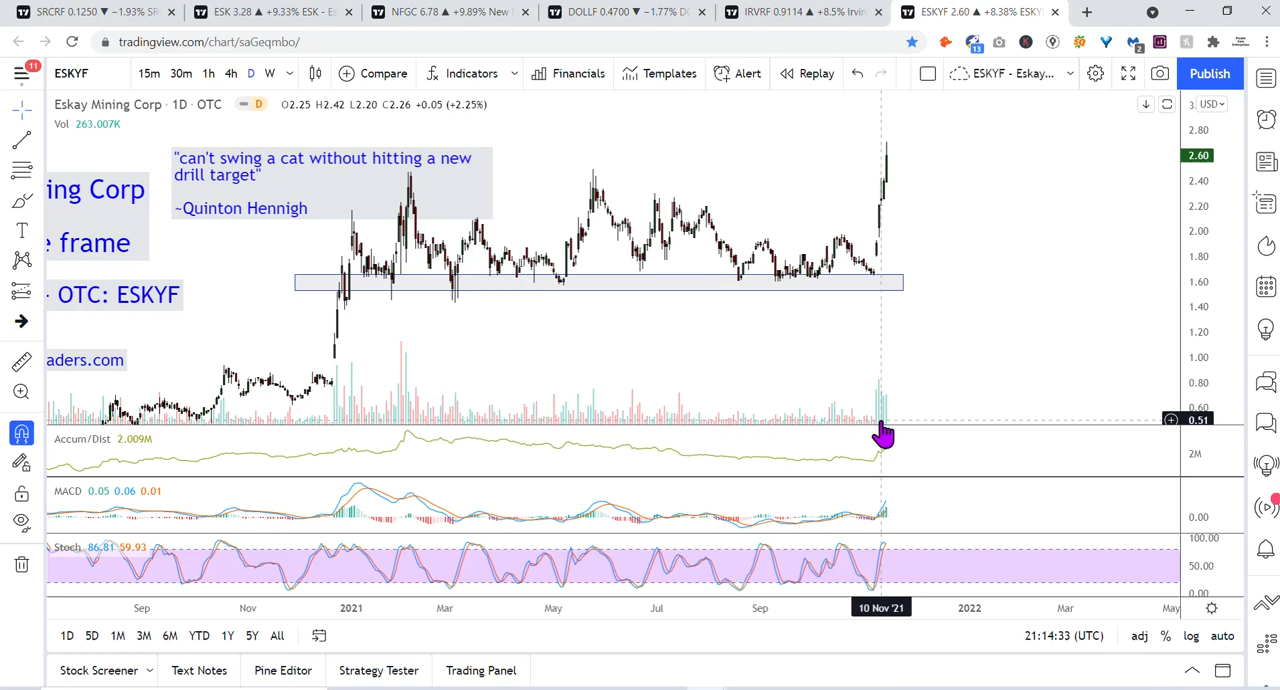 SRCRF 0.1250 ▼ −1.93% SR
ESK 3.28 ▲ +9.33% ESK - Es
NFGC 6.78 ▲ +9.89% New
DOLLF 0.4700 ▼ −1.77% D
IRVRF 0.9114 ▲ +8.5% Irvin
ESKYF 2.60 ▲ +8.38% ESKY
tradingview.com/chart/saGeqmbo/
13
2
11
ESKYF
15m 30m 1h 4h D W
Compare
Indicators
Financials
Templates
Alert
Replay
ESKYF - Eskay...
Publish
Eskay Mining Corp · 1D · OTC
D
O2.25 H2.42 L2.20 C2.26 +0.05 (+2.25%)
Vol 263.007K
USD
"can't swing a cat without hitting a new
drill target"
~Quinton Hennigh
ing Corp
e frame
- OTC: ESKYF
aders.com
3
2.80
2.60
2.40
2.20
2.00
1.80
1.60
1.40
1.20
1.00
0.80
0.60
0.51
Accum/Dist 2.009M
2M
MACD 0.05 0.06 0.01
0.00
Stoch 86.81 59.93
100.00
50.00
0.00
Sep Nov 2021 Mar May Jul Sep 10 Nov '21 2022 Mar May
1D 5D 1M 3M 6M YTD 1Y 5Y All
21:14:33 (UTC) adj % log auto
Stock Screener Text Notes Pine Editor Strategy Tester Trading Panel